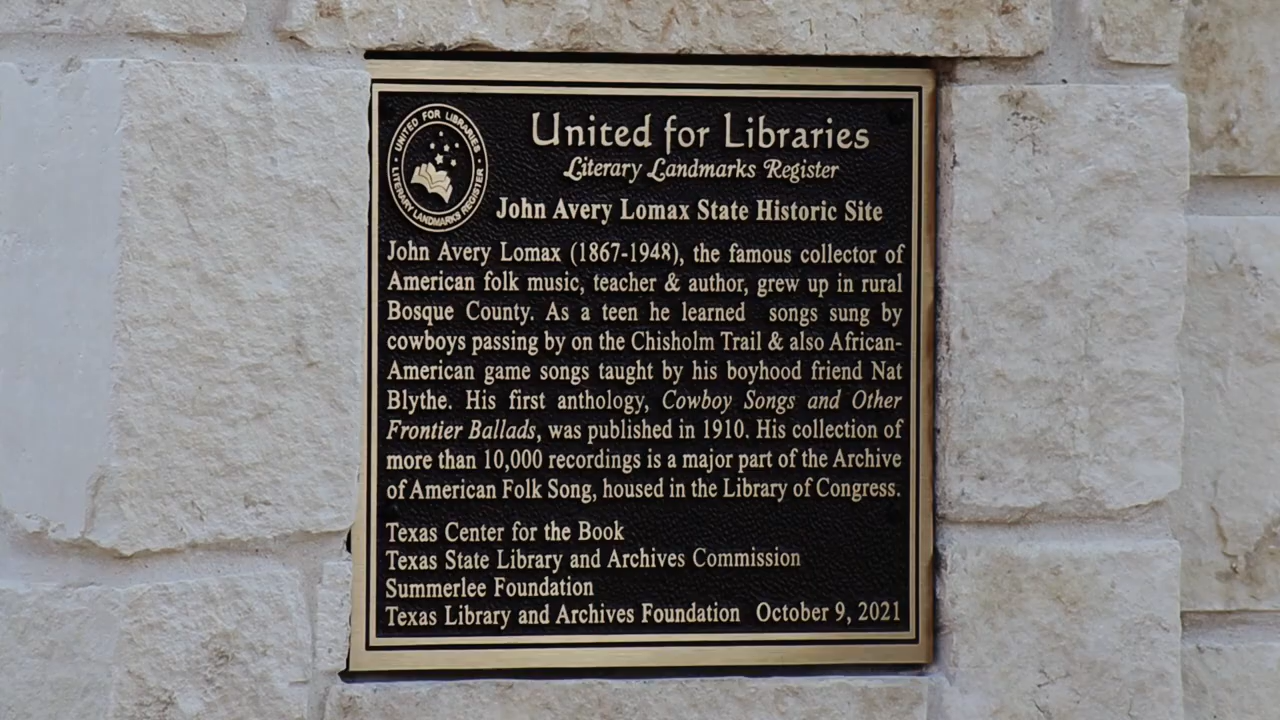 UNITED FOR LIBRARIES
LITERARY LANDMARKS REGISTER
United for Libraries
Literary Landmarks Register
John Avery Lomax State Historic Site
John Avery Lomax (1867-1948), the famous collector of
American folk music, teacher & author, grew up in rural
Bosque County. As a teen he learned songs sung by
cowboys passing by on the Chisholm Trail & also African-
American game songs taught by his boyhood friend Nat
Blythe. His first anthology, Cowboy Songs and Other
Frontier Ballads, was published in 1910. His collection of
more than 10,000 recordings is a major part of the Archive
of American Folk Song, housed in the Library of Congress.
Texas Center for the Book
Texas State Library and Archives Commission
Summerlee Foundation
Texas Library and Archives Foundation October 9, 2021